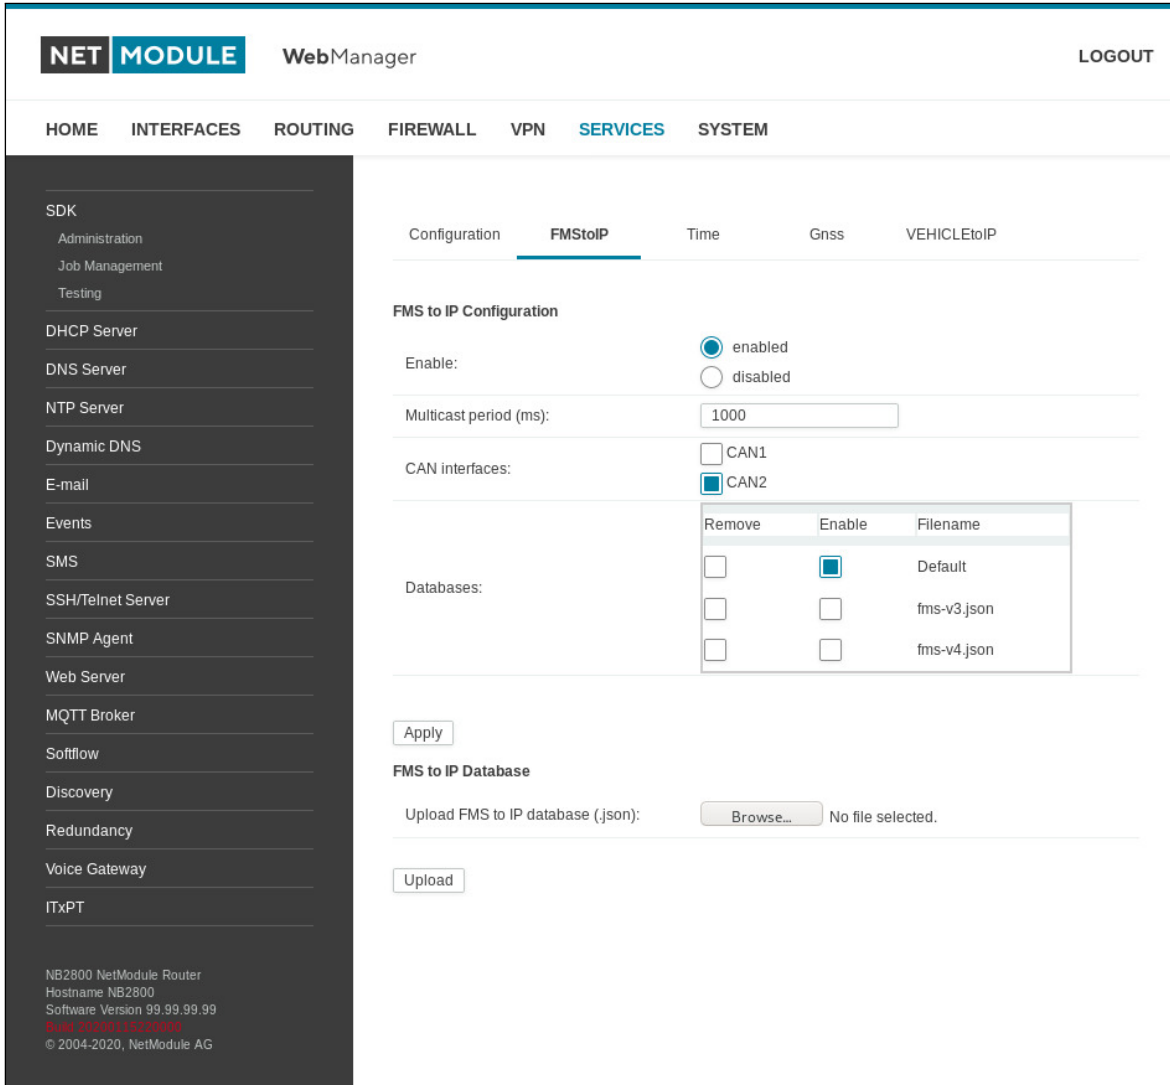 NET MODULE WebManager LOGOUT
HOME INTERFACES ROUTING FIREWALL VPN SERVICES SYSTEM
SDK
Administration
Job Management
Testing
DHCP Server
DNS Server
NTP Server
Dynamic DNS
E-mail
Events
SMS
SSH/Telnet Server
SNMP Agent
Web Server
MQTT Broker
Softflow
Discovery
Redundancy
Voice Gateway
ITxPT
NB2800 NetModule Router
Hostname NB2800
Software Version 99.99.99.99
Build
© 2004-2020, NetModule AG
Configuration FMStoIP Time Gnss VEHICLEtoIP
FMS to IP Configuration
Enable:
enabled
disabled
Multicast period (ms): 1000
CAN interfaces:
CAN1
CAN2
Databases:
Remove Enable Filename
Default
fms-v3.json
fms-v4.json
Apply
FMS to IP Database
Upload FMS to IP database (.json): Browse... No file selected.
Upload